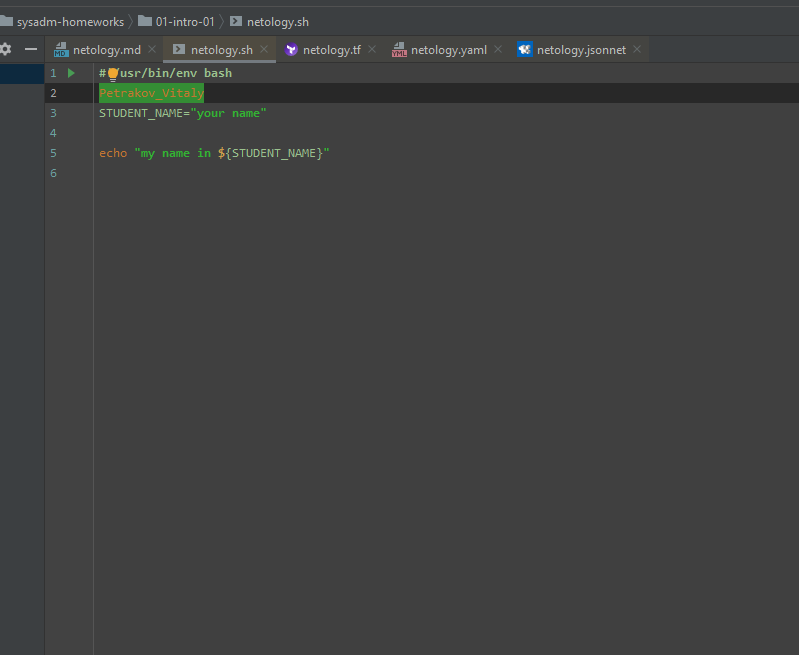 sysadm-homeworks 01-intro-01 netology.sh
netology.md netology.sh netology.tf netology.yaml netology.jsonnet
1 # usr/bin/env bash
2 Petrakov_Vitaly
3 STUDENT_NAME="your name"
4
5 echo "my name in ${STUDENT_NAME}"
6